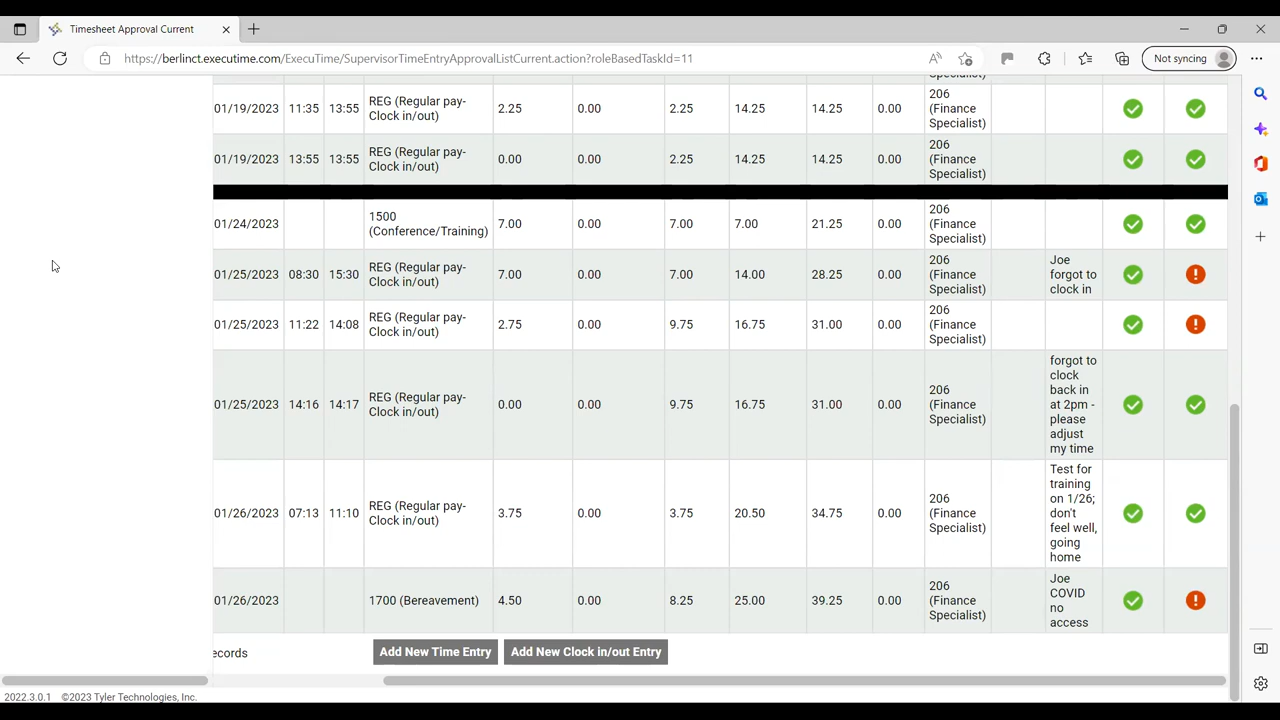 Timesheet Approval Current
https://berlinct.executime.com/ExecuTime/SupervisorTimeEntryApprovalListCurrent.action?roleBasedTaskId=11
Not syncing
Specialist)
01/19/2023 11:35 13:55 REG (Regular pay-
Clock in/out) 2.25 0.00 2.25 14.25 14.25 0.00 206
(Finance
Specialist)
01/19/2023 13:55 13:55 REG (Regular pay-
Clock in/out) 0.00 0.00 2.25 14.25 14.25 0.00 206
(Finance
Specialist)
01/24/2023 1500
(Conference/Training) 7.00 0.00 7.00 7.00 21.25 0.00 206
(Finance
Specialist)
01/25/2023 08:30 15:30 REG (Regular pay-
Clock in/out) 7.00 0.00 7.00 14.00 28.25 0.00 206
(Finance
Specialist)
Joe
forgot to
clock in
01/25/2023 11:22 14:08 REG (Regular pay-
Clock in/out) 2.75 0.00 9.75 16.75 31.00 0.00 206
(Finance
Specialist)
01/25/2023 14:16 14:17 REG (Regular pay-
Clock in/out) 0.00 0.00 9.75 16.75 31.00 0.00 206
(Finance
Specialist)
forgot to
clock
back in
at 2pm -
please
adjust
my time
01/26/2023 07:13 11:10 REG (Regular pay-
Clock in/out) 3.75 0.00 3.75 20.50 34.75 0.00 206
(Finance
Specialist)
Test for
training
on 1/26;
don't
feel well,
going
home
01/26/2023 1700 (Bereavement) 4.50 0.00 8.25 25.00 39.25 0.00 206
(Finance
Specialist)
Joe
COVID
no
access
ecords Add New Time Entry Add New Clock in/out Entry
2022.3.0.1 ©2023 Tyler Technologies, Inc.